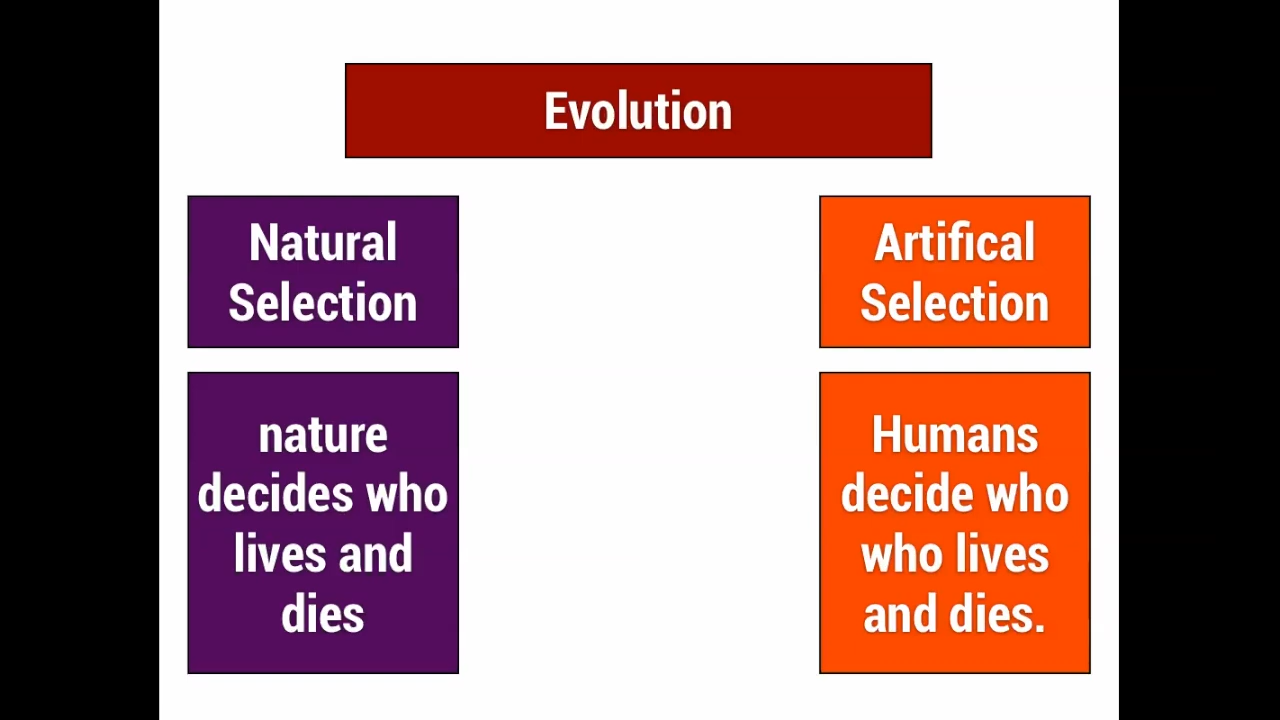 Evolution
Natural
Selection
Artifical
Selection
nature
decides who
lives and
dies
Humans
decide who
who lives
and dies.